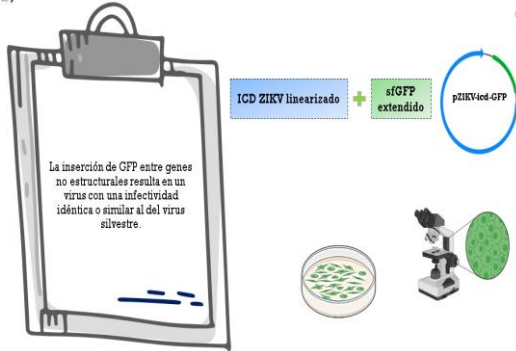 La inserción de GFP entre genes
no estructurales resulta en un
virus con una infectividad
idéntica o similar al del virus
silvestre.
ICD ZIKV linearizado
sfGFP
extendido
pZIKV-icd-GFP